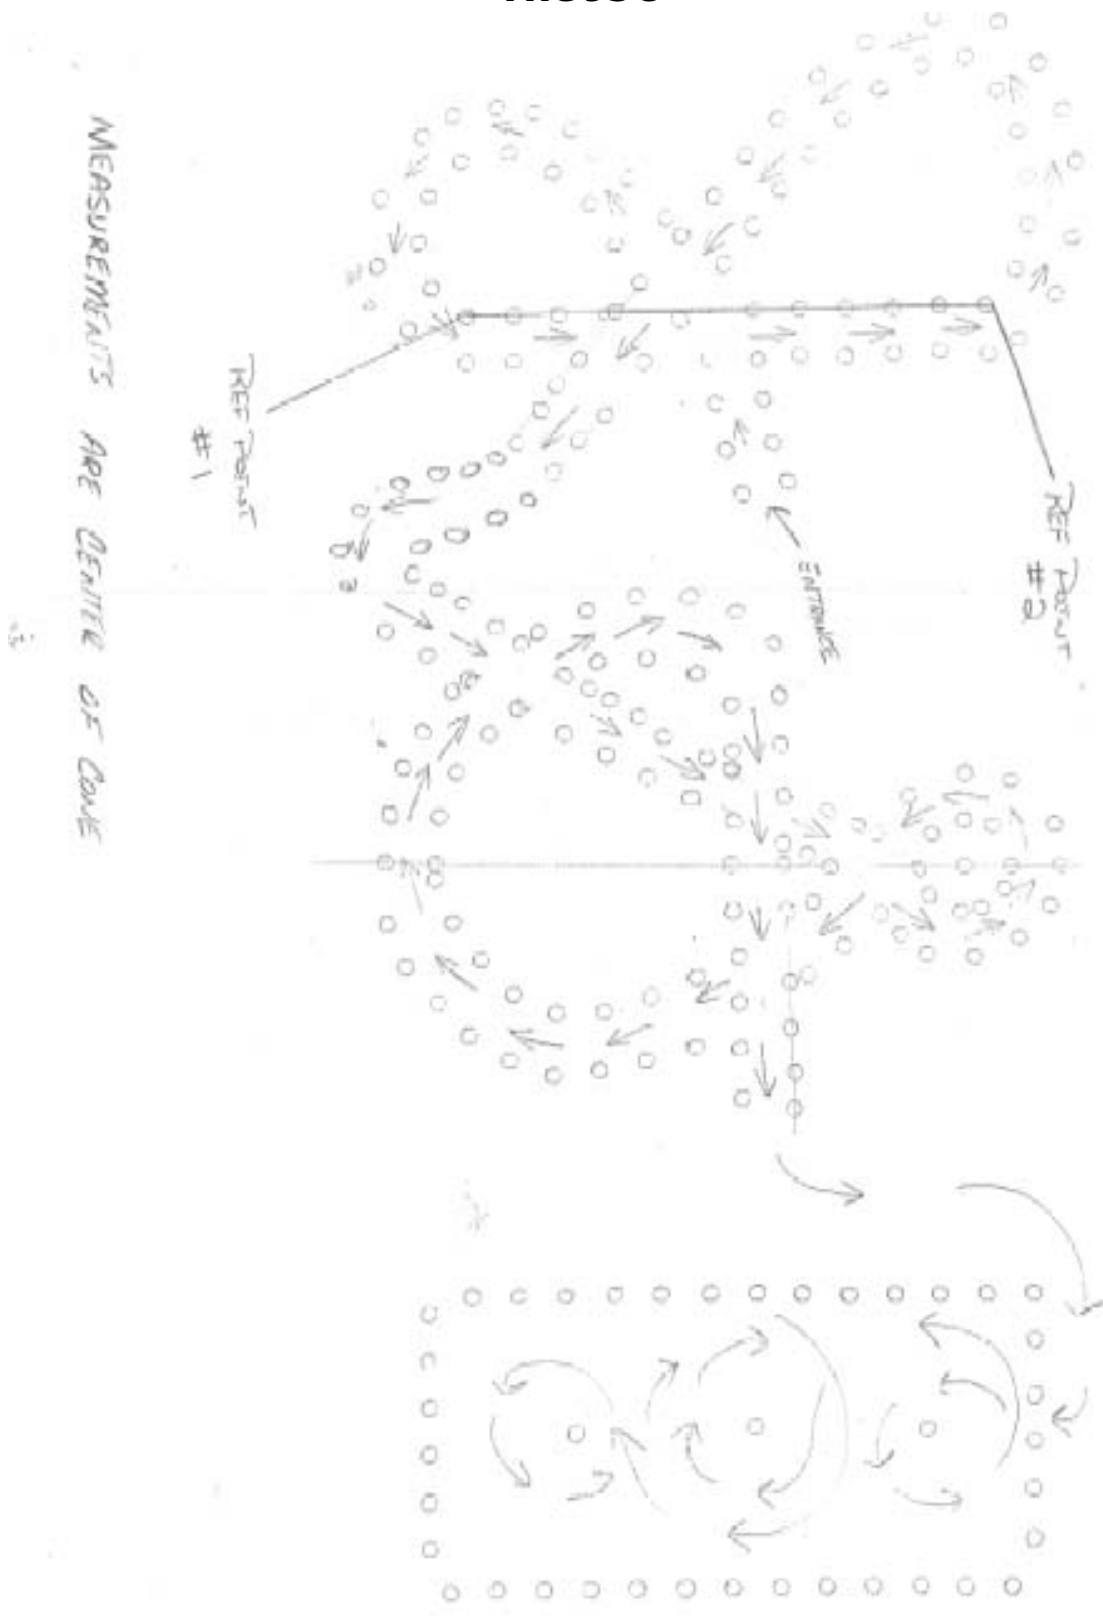 MEASUREMENTS ARE CENTER OF CONE
REF POINT
#1
REF POINT
#2
ENTRANCE